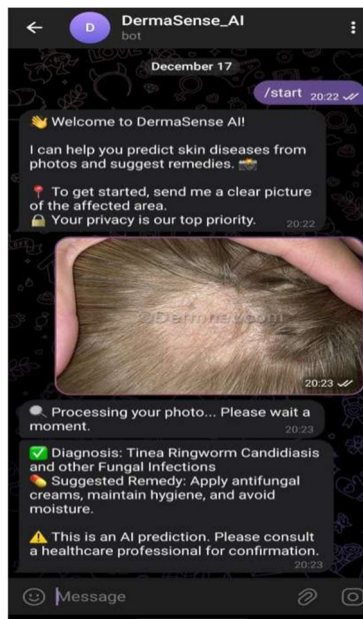 DermaSense_AI
D
bot
December 17
/start 20:22
👋 Welcome to DermaSense AI!
I can help you predict skin diseases from
photos and suggest remedies. 📸
📍 To get started, send me a clear picture
of the affected area.
🔒 Your privacy is our top priority. 20:22
©Dermnet.com
20:23
🔍 Processing your photo... Please wait a
moment. 20:23
✅ Diagnosis: Tinea Ringworm Candidiasis
and other Fungal Infections
💊 Suggested Remedy: Apply antifungal
creams, maintain hygiene, and avoid
moisture.
⚠️ This is an AI prediction. Please consult
a healthcare professional for confirmation.
20:23
Message